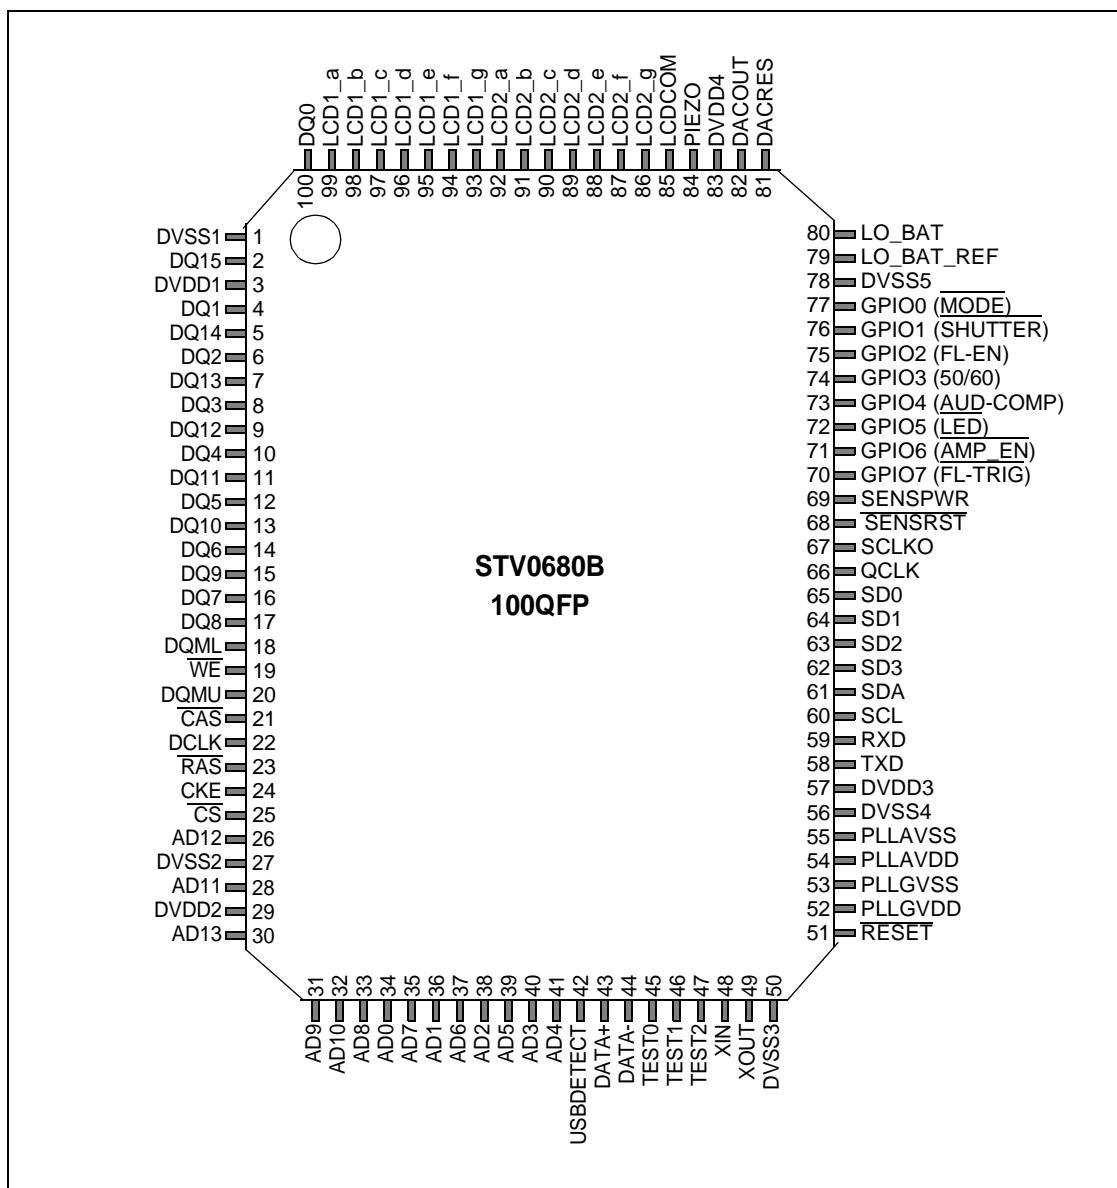 DQ0
LCD1_a
LCD1_b
LCD1_c
LCD1_d
LCD1_e
LCD1_f
LCD1_g
LCD2_a
LCD2_b
LCD2_c
LCD2_d
LCD2_e
LCD2_f
LCD2_g
LCDCOM
PIEZO
DVDD4
DACOUT
DACRES
100
99
98
97
96
95
94
93
92
91
90
89
88
87
86
85
84
83
82
81
DVSS1 1
DQ15 2
DVDD1 3
DQ1 4
DQ14 5
DQ2 6
DQ13 7
DQ3 8
DQ12 9
DQ4 10
DQ11 11
DQ5 12
DQ10 13
DQ6 14
DQ9 15
DQ7 16
DQ8 17
DQML 18
WE 19
DQMU 20
CAS 21
DCLK 22
RAS 23
CKE 24
CS 25
AD12 26
DVSS2 27
AD11 28
DVDD2 29
AD13 30
STV0680B
100QFP
80 LO_BAT
79 LO_BAT_REF
78 DVSS5
77 GPIO0 (MODE)
76 GPIO1 (SHUTTER)
75 GPIO2 (FL-EN)
74 GPIO3 (50/60)
73 GPIO4 (AUD-COMP)
72 GPIO5 (LED)
71 GPIO6 (AMP_EN)
70 GPIO7 (FL-TRIG)
69 SENSPWR
68 SENSRST
67 SCLKO
66 QCLK
65 SD0
64 SD1
63 SD2
62 SD3
61 SDA
60 SCL
59 RXD
58 TXD
57 DVDD3
56 DVSS4
55 PLLAVSS
54 PLLAVDD
53 PLLGVSS
52 PLLGVDD
51 RESET
31
32
33
34
35
36
37
38
39
40
41
42
43
44
45
46
47
48
49
50
AD9
AD10
AD8
AD0
AD7
AD1
AD6
AD2
AD5
AD3
AD4
USBDETECT
DATA+
DATA-
TEST0
TEST1
TEST2
XIN
XOUT
DVSS3